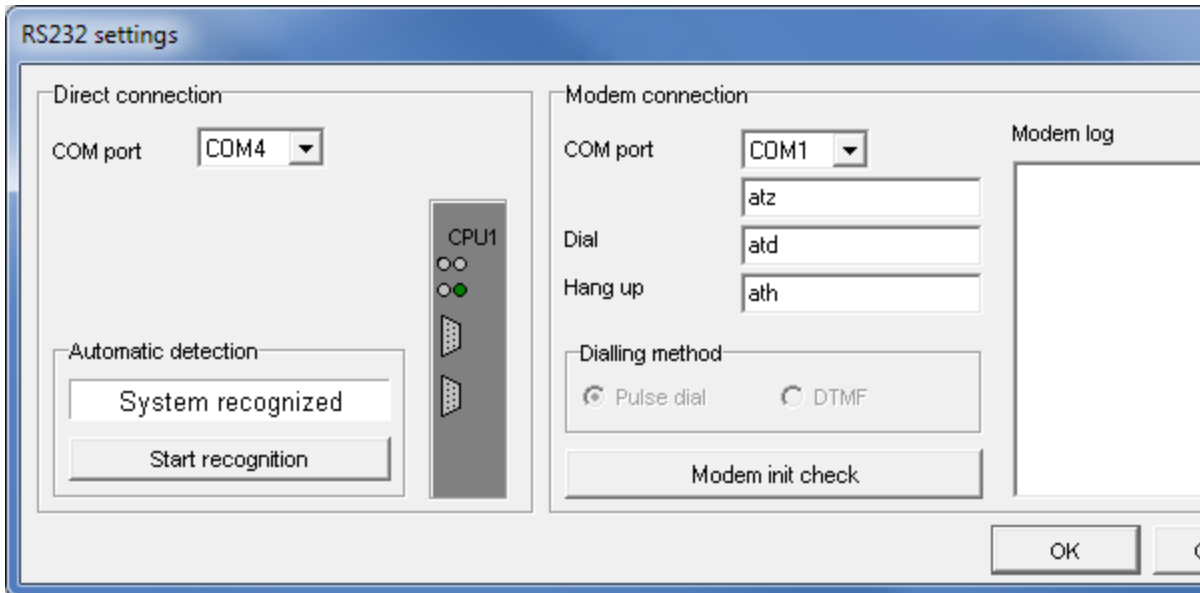 RS232 settings
Direct connection
COM port COM4
CPU1
Automatic detection
System recognized
Start recognition
Modem connection
COM port COM1
atz
Dial atd
Hang up ath
Dialling method
Pulse dial DTMF
Modem init check
Modem log
OK